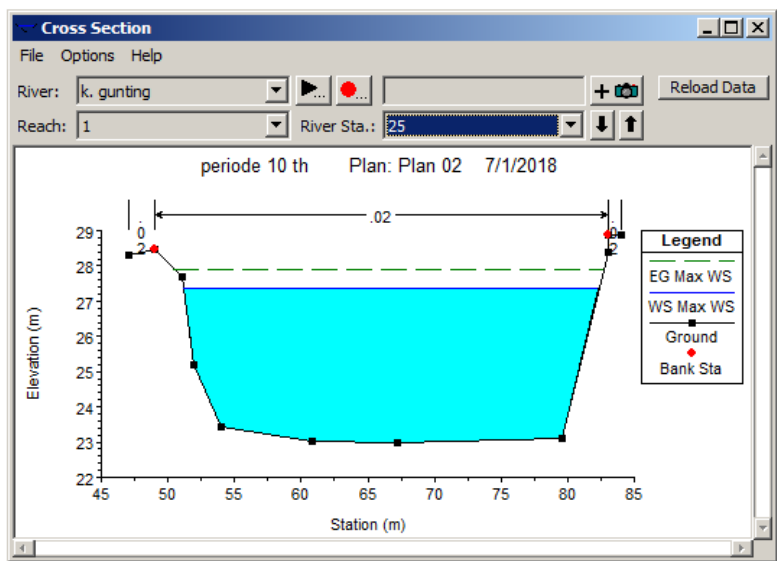 Cross Section
File Options Help
River: k. gunting ... ... + Reload Data
Reach: 1 River Sta.: 25
periode 10 th Plan: Plan 02 7/1/2018
.02 .02 .02
Legend
EG Max WS
WS Max WS
Ground
Bank Sta
Elevation (m)
29
28
27
26
25
24
23
22
45 50 55 60 65 70 75 80 85
Station (m)